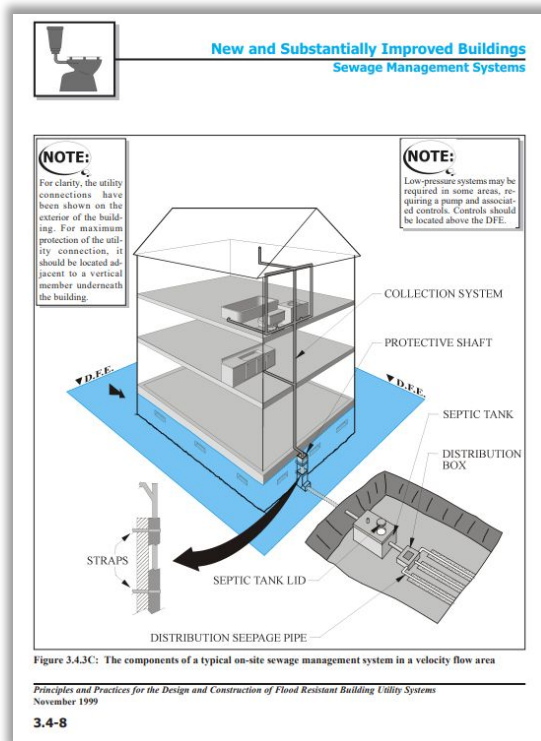 New and Substantially Improved Buildings
Sewage Management Systems
NOTE:
For clarity, the utility
connections have
been shown on the
exterior of the build-
ing. For maximum
protection of the util-
ity connection, it
should be located ad-
jacent to a vertical
member underneath
the building.
NOTE:
Low-pressure systems may be
required in some areas, re-
quiring a pump and associat-
ed controls. Controls should
be located above the DFE.
COLLECTION SYSTEM
PROTECTIVE SHAFT
D.F.E.
D.F.E.
SEPTIC TANK
DISTRIBUTION
BOX
STRAPS
SEPTIC TANK LID
DISTRIBUTION SEEPAGE PIPE
Figure 3.4.3C: The components of a typical on-site sewage management system in a velocity flow area
Principles and Practices for the Design and Construction of Flood Resistant Building Utility Systems
November 1999
3.4-8